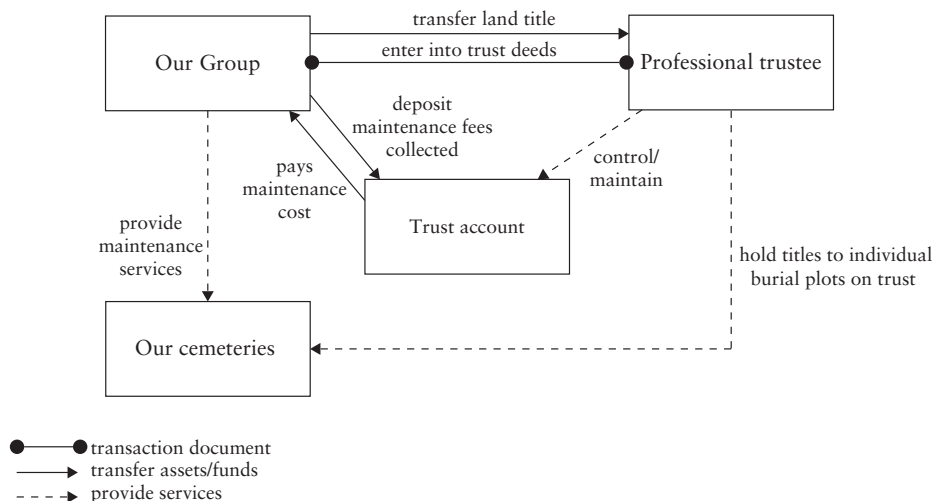 transfer land title
enter into trust deeds
Our Group
Professional trustee
deposit
maintenance fees
collected
pays
maintenance
cost
control/
maintain
Trust account
provide
maintenance
services
hold titles to individual
burial plots on trust
Our cemeteries
transaction document
transfer assets/funds
provide services